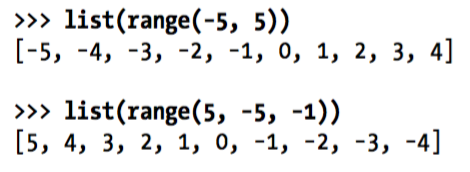 >>> list(range(-5, 5))
[-5, -4, -3, -2, -1, 0, 1, 2, 3, 4]
>>> list(range(5, -5, -1))
[5, 4, 3, 2, 1, 0, -1, -2, -3, -4]